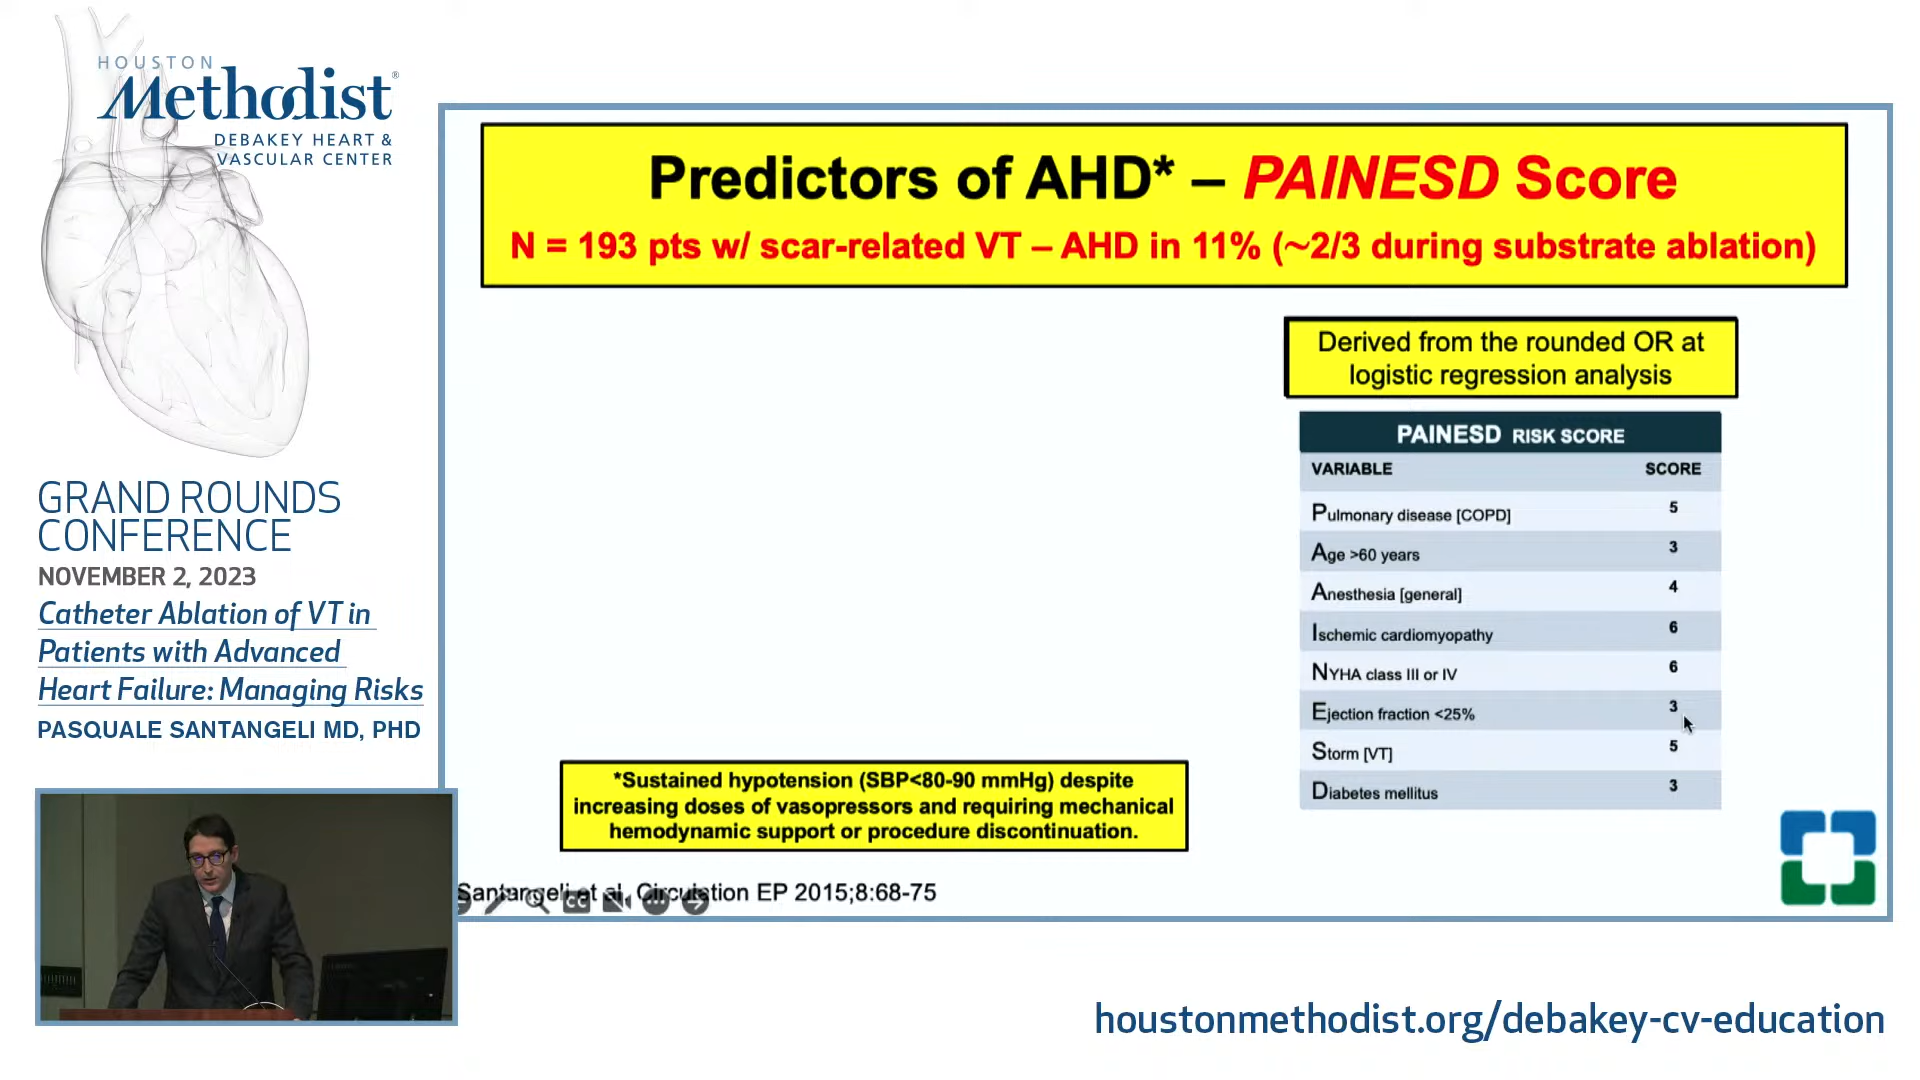 HOUSTON
Methodist®
DEBAKEY HEART &
VASCULAR CENTER
GRAND ROUNDS
CONFERENCE
NOVEMBER 2, 2023
Catheter Ablation of VT in
Patients with Advanced
Heart Failure: Managing Risks
PASQUALE SANTANGELI MD, PHD
Predictors of AHD* – PAINESD Score
N = 193 pts w/ scar-related VT – AHD in 11% (~2/3 during substrate ablation)
Derived from the rounded OR at
logistic regression analysis
PAINESD RISK SCORE
VARIABLE SCORE
Pulmonary disease [COPD] 5
Age >60 years 3
Anesthesia [general] 4
Ischemic cardiomyopathy 6
NYHA class III or IV 6
Ejection fraction <25% 3
Storm [VT] 5
Diabetes mellitus 3
*Sustained hypotension (SBP<80-90 mmHg) despite
increasing doses of vasopressors and requiring mechanical
hemodynamic support or procedure discontinuation.
Santangeli et al, Circulation EP 2015;8:68-75
CC
houstonmethodist.org/debakey-cv-education